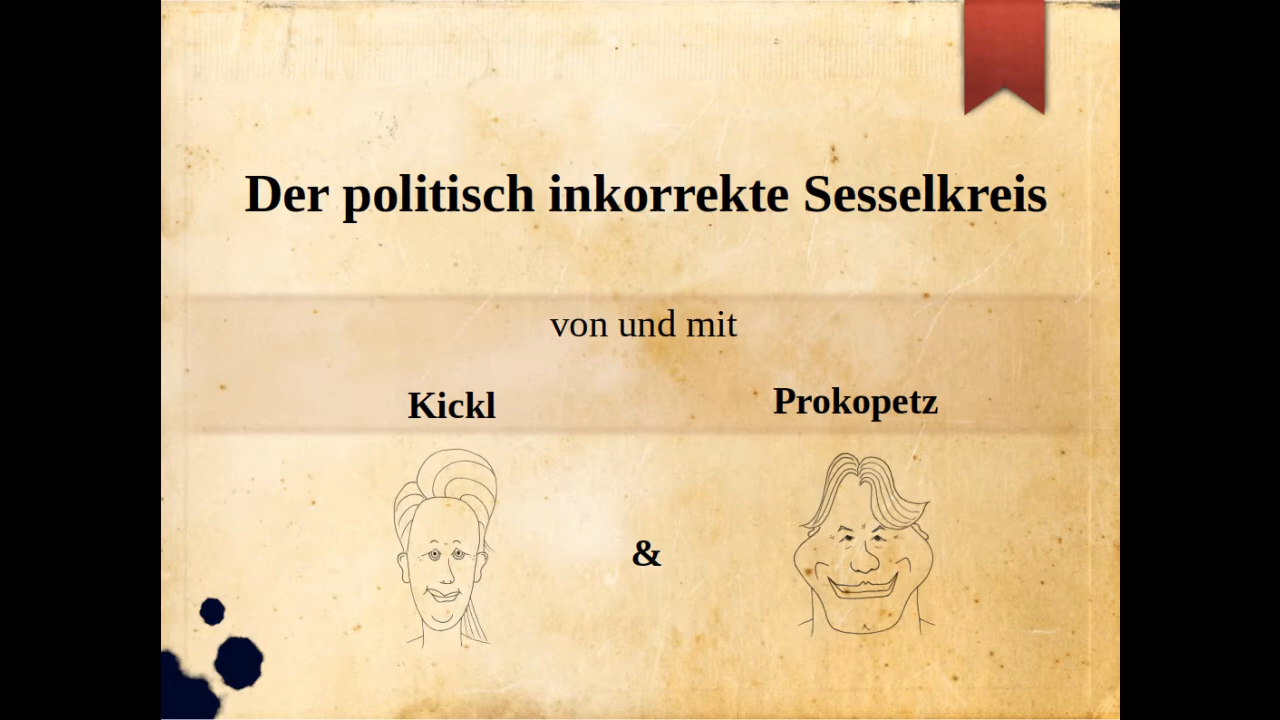 Der politisch inkorrekte Sesselkreis
von und mit
Kickl
Prokopetz
&